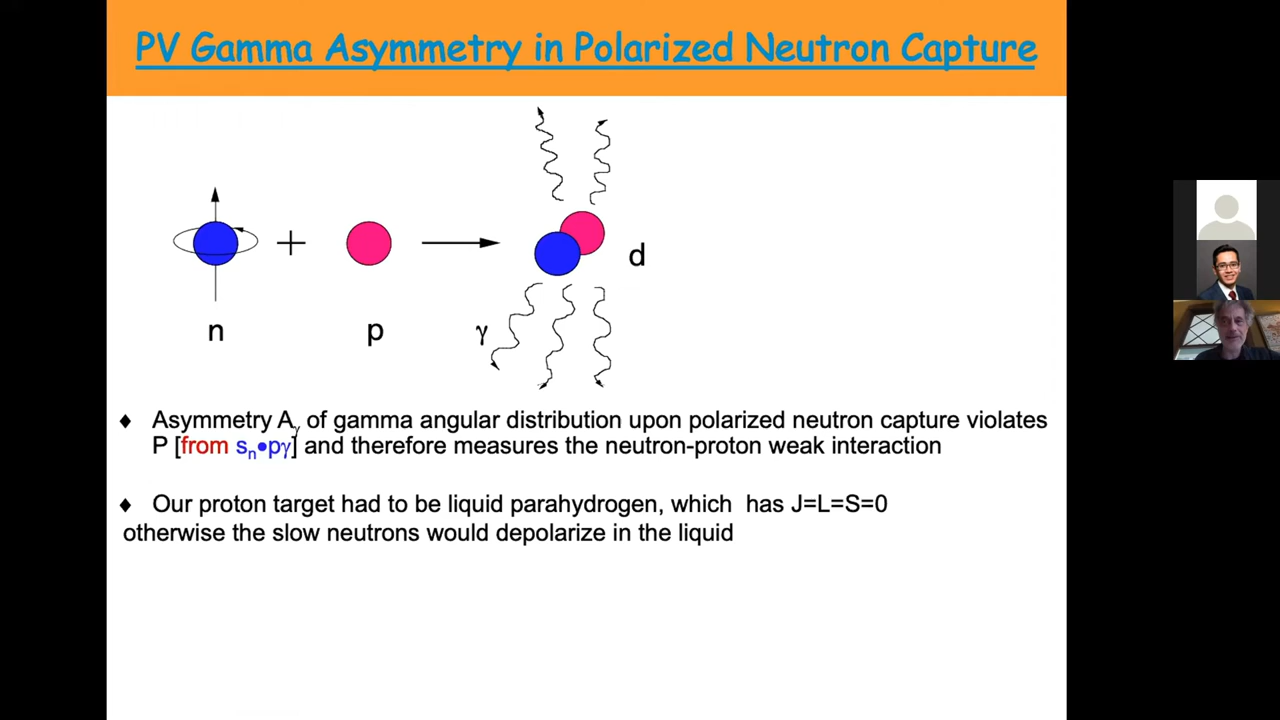 PV Gamma Asymmetry in Polarized Neutron Capture
+
d
n
p
γ
♦ Asymmetry Aγ of gamma angular distribution upon polarized neutron capture violates
P [from sn•pγ] and therefore measures the neutron-proton weak interaction
♦ Our proton target had to be liquid parahydrogen, which has J=L=S=0
otherwise the slow neutrons would depolarize in the liquid